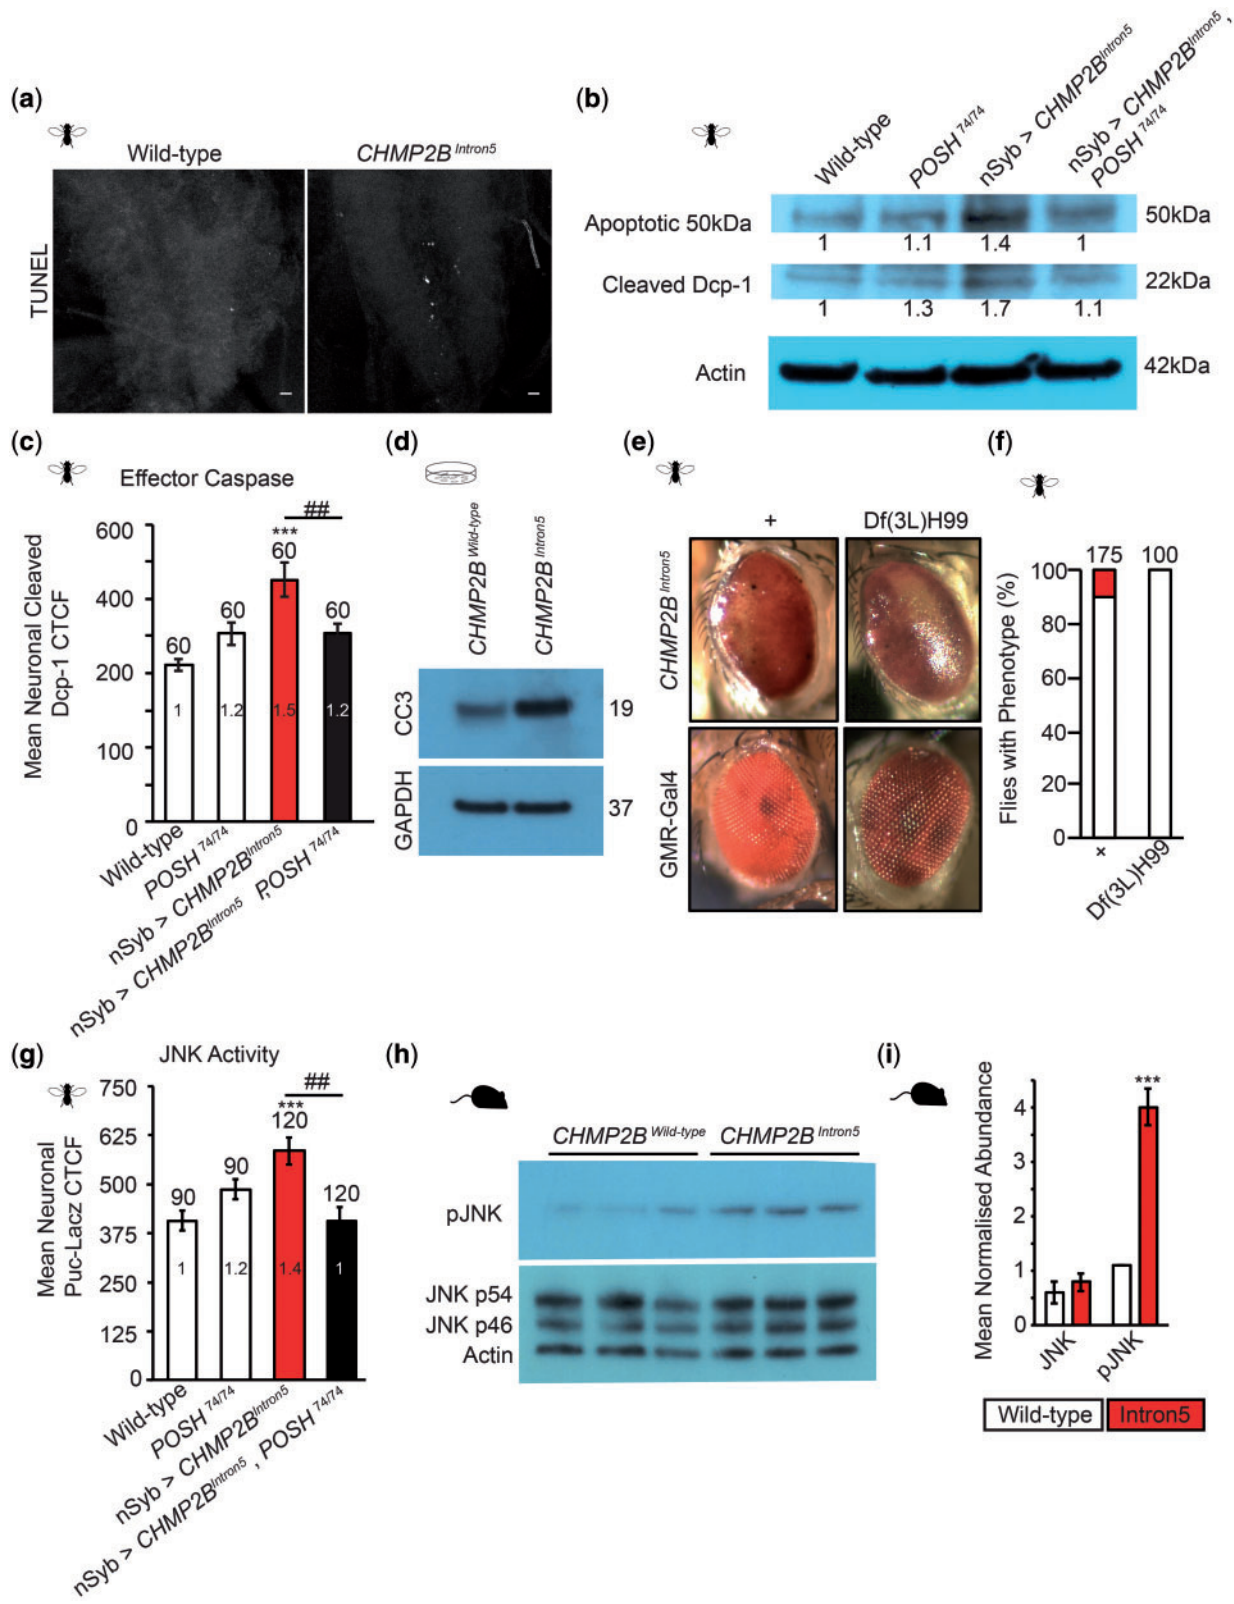 (a)
Wild-type
CHMP2B Intron5
TUNEL
(b)
Wild-type
POSH 74/74
nSyb > CHMP2B Intron5
nSyb > CHMP2B Intron5,
POSH 74/74
Apoptotic 50kDa
50kDa
1 1.1 1.4 1
Cleaved Dcp-1
22kDa
1 1.3 1.7 1.1
Actin
42kDa
(c)
Effector Caspase
Mean Neuronal Cleaved
Dcp-1 CTCF
600
400
200
100
0
##
***
60 60 60 60
1 1.2 1.5 1.2
Wild-type
POSH 74/74
nSyb > CHMP2B Intron5
nSyb > CHMP2B Intron5 , POSH 74/74
(d)
CHMP2B Wild-type
CHMP2B Intron5
CC3
19
GAPDH
37
(e)
+
Df(3L)H99
CHMP2B Intron5
GMR-Gal4
(f)
Flies with Phenotype (%)
175 100
100
80
60
40
20
0
+
Df(3L)H99
(g)
JNK Activity
Mean Neuronal
Puc-Lacz CTCF
750
625
500
375
250
125
0
##
***
90 90 120 120
1 1.2 1.4 1
Wild-type
POSH 74/74
nSyb > CHMP2B Intron5
nSyb > CHMP2B Intron5 , POSH 74/74
(h)
CHMP2B Wild-type
CHMP2B Intron5
pJNK
JNK p54
JNK p46
Actin
(i)
Mean Normalised Abundance
4
3
2
1
0
***
JNK
pJNK
Wild-type
Intron5